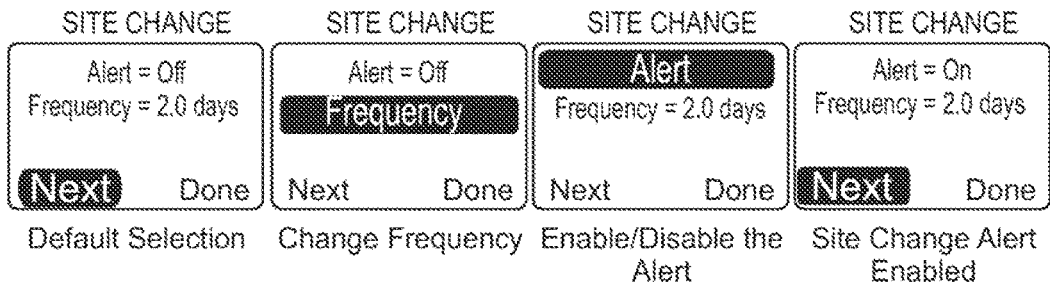 SITE CHANGE
Alert = Off
Frequency = 2.0 days
Next Done
Default Selection
SITE CHANGE
Alert = Off
Frequency
Next Done
Change Frequency
SITE CHANGE
Alert
Frequency = 2.0 days
Next Done
Enable/Disable the
Alert
SITE CHANGE
Alert = On
Frequency = 2.0 days
Next Done
Site Change Alert
Enabled